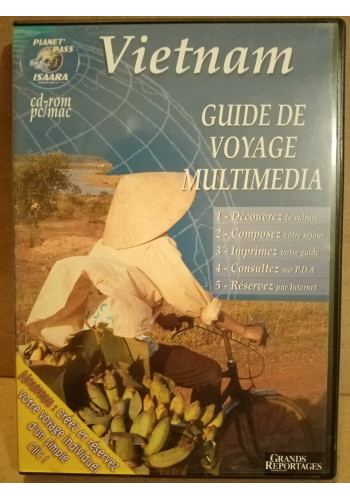 PLANET' PASS
ISAARA
cd-rom
pc/mac
Vietnam
GUIDE DE
VOYAGE
MULTIMEDIA
1 - Découvrez la culture
2 - Composez votre séjour
3 - Imprimez votre guide
4 - Consultez sur P.D.A
5 - Réservez par Internet
Nouveau : créez et réservez
votre voyage individuel
d'un simple
clic !
GRANDS
REPORTAGES